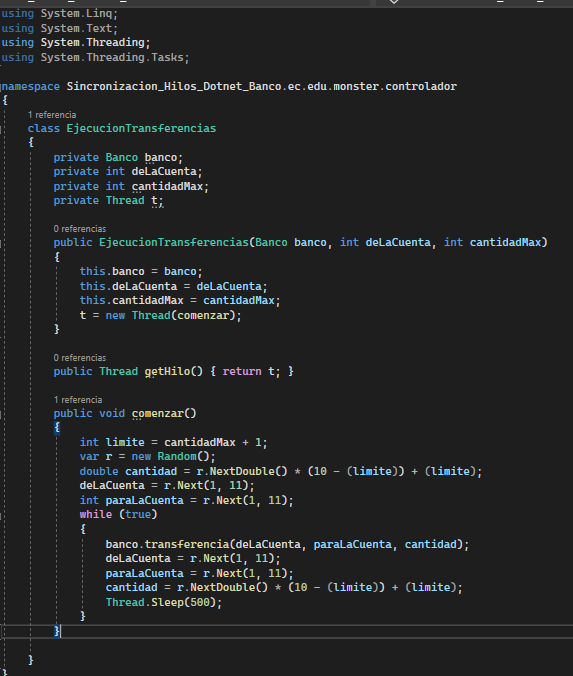 using System.Linq;
using System.Text;
using System.Threading;
using System.Threading.Tasks;
namespace Sincronizacion_Hilos_Dotnet_Banco.ec.edu.monster.controlador
{
1 referencia
class EjecucionTransferencias
{
private Banco banco;
private int deLaCuenta;
private int cantidadMax;
private Thread t;
0 referencias
public EjecucionTransferencias(Banco banco, int deLaCuenta, int cantidadMax)
{
this.banco = banco;
this.deLaCuenta = deLaCuenta;
this.cantidadMax = cantidadMax;
t = new Thread(comenzar);
}
0 referencias
public Thread getHilo() { return t; }
1 referencia
public void comenzar()
{
int limite = cantidadMax + 1;
var r = new Random();
double cantidad = r.NextDouble() * (10 - (limite)) + (limite);
deLaCuenta = r.Next(1, 11);
int paraLaCuenta = r.Next(1, 11);
while (true)
{
banco.transferencia(deLaCuenta, paraLaCuenta, cantidad);
deLaCuenta = r.Next(1, 11);
paraLaCuenta = r.Next(1, 11);
cantidad = r.NextDouble() * (10 - (limite)) + (limite);
Thread.Sleep(500);
}
}
}
}